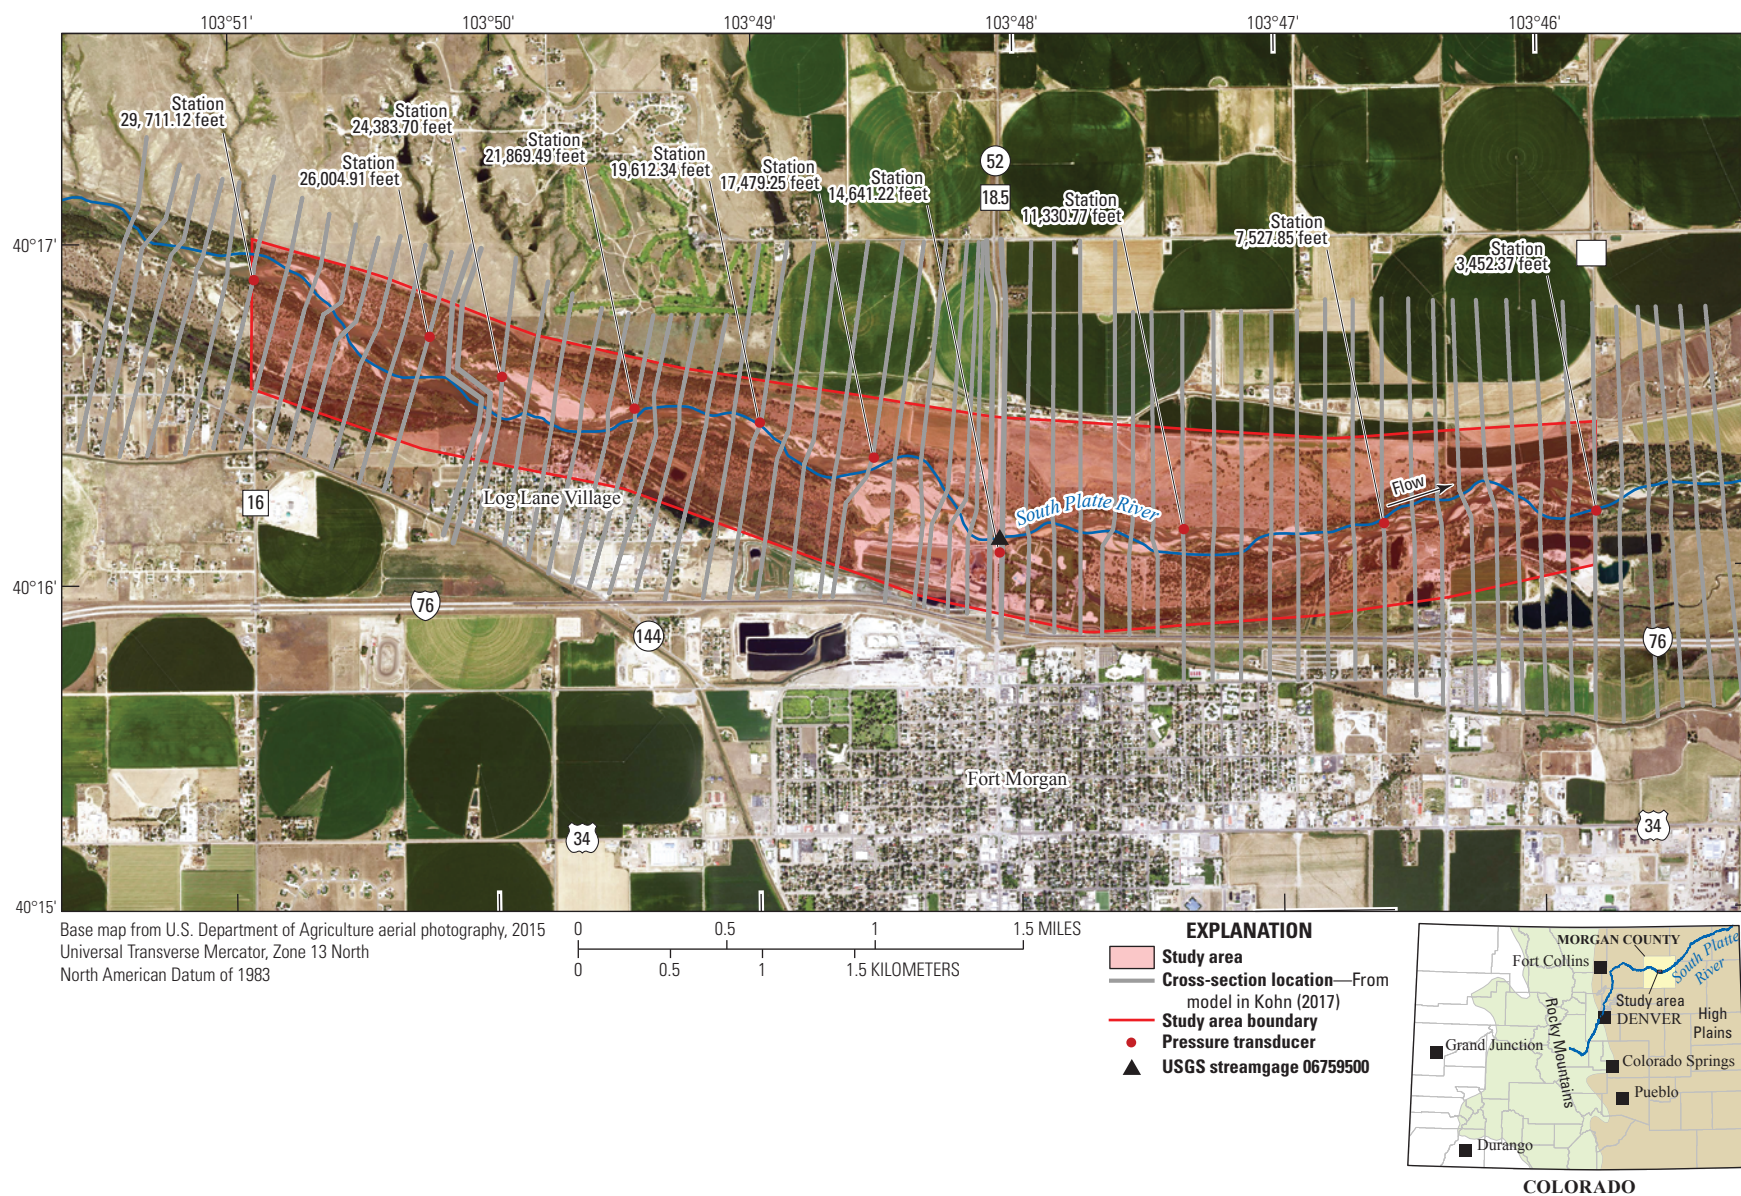 103°51'
103°50'
103°49'
103°48'
103°47'
103°46'
Station
29, 711.12 feet
Station
24,383.70 feet
Station
26,004.91 feet
Station
21,869.49 feet
Station
19,612.34 feet
Station
17,479.25 feet
Station
14,641.22 feet
52
18.5
Station
11,330.77 feet
Station
7,527.85 feet
Station
3,452.37 feet
40°17'
40°16'
40°15'
16
Log Lane Village
South Platte River
Flow
76
144
76
Fort Morgan
34
34
Base map from U.S. Department of Agriculture aerial photography, 2015
Universal Transverse Mercator, Zone 13 North
North American Datum of 1983
0 0.5 1 1.5 MILES
0 0.5 1 1.5 KILOMETERS
EXPLANATION
Study area
Cross-section location—From
model in Kohn (2017)
Study area boundary
Pressure transducer
USGS streamgage 06759500
MORGAN COUNTY
Fort Collins
South Platte
River
Study area
DENVER
High
Plains
Rocky Mountains
Grand Junction
Colorado Springs
Pueblo
Durango
COLORADO